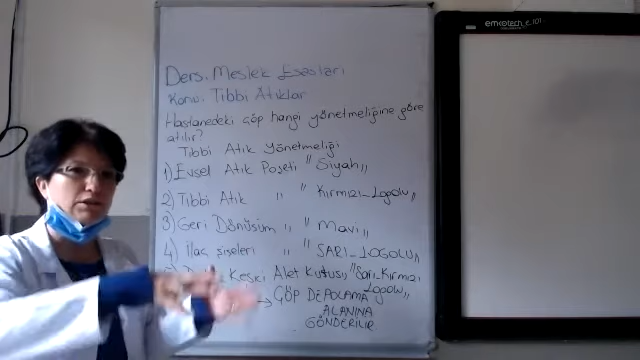 emkotech e.101
Ders: Meslek Esasları
Konu: Tıbbi Atıklar
Hastanedeki çöp hangi yönetmeliğine göre
atılır?
Tıbbi Atık Yönetmeliği
1) Evsel Atık Poşeti "Siyah"
2) Tıbbi Atık " " Kırmızı-Logolu"
3) Geri Dönüşüm " " Mavi"
4) İlaç şişeleri " " SARI-LOGOLU"
Kesici Alet Kutusu "Sarı-Kırmızı
Logolu"
→ ÇÖP DEPOLAMA
ALANINA
GÖNDERİLİR